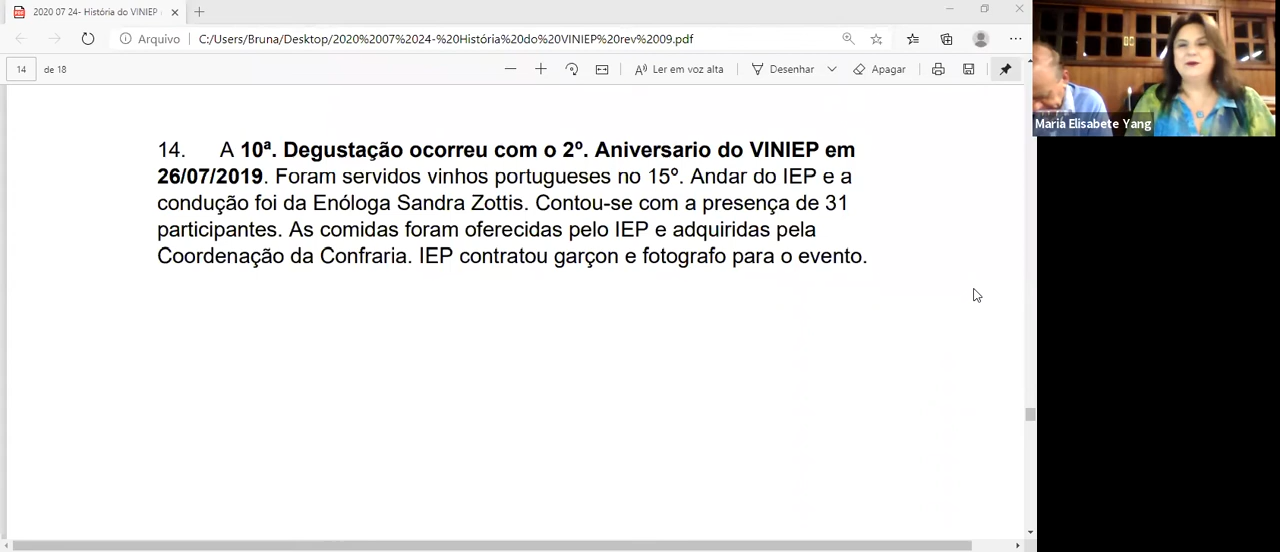 2020 07 24- História do VINIEP
Arquivo C:/Users/Bruna/Desktop/2020%2007%2024-%20História%20do%20VINIEP%20rev%2009.pdf
14 de 18 Ler em voz alta Desenhar Apagar
Maria Elisabete Yang
14. A 10ª. Degustação ocorreu com o 2º. Aniversario do VINIEP em
26/07/2019. Foram servidos vinhos portugueses no 15º. Andar do IEP e a
condução foi da Enóloga Sandra Zottis. Contou-se com a presença de 31
participantes. As comidas foram oferecidas pelo IEP e adquiridas pela
Coordenação da Confraria. IEP contratou garçon e fotografo para o evento.